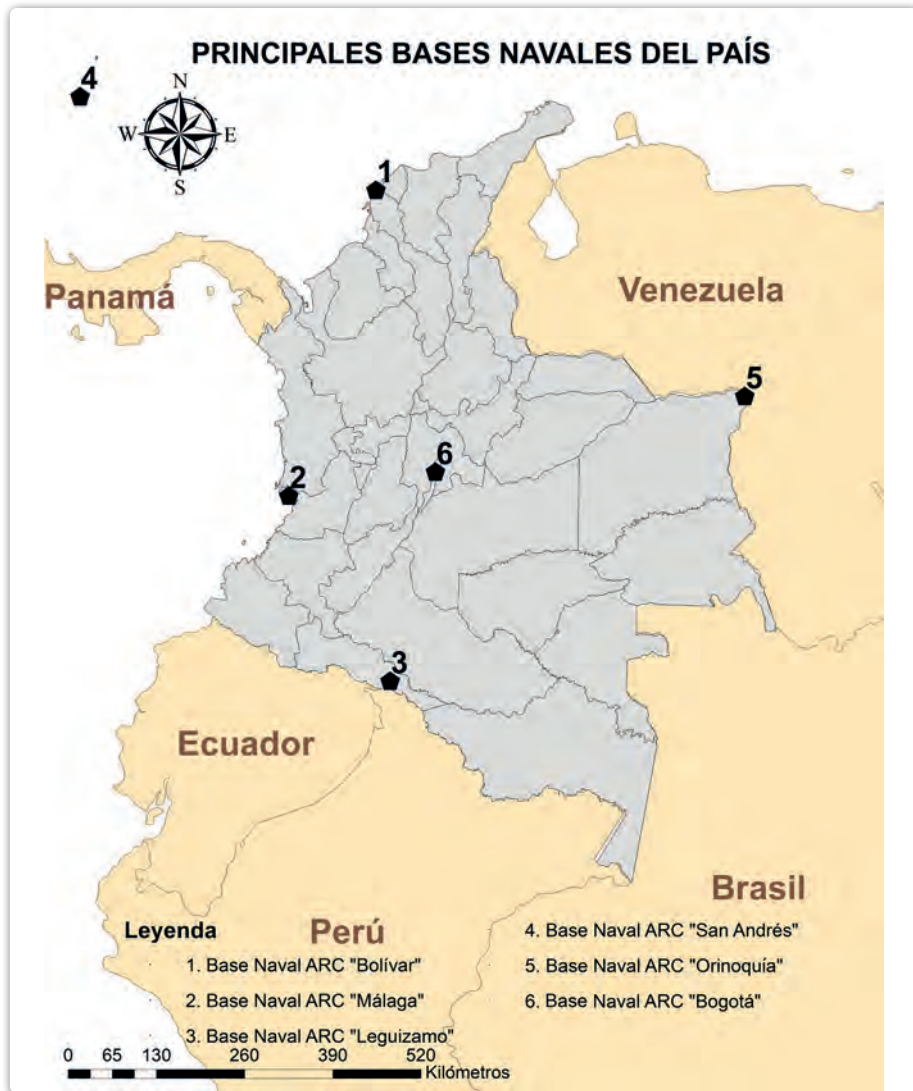 PRINCIPALES BASES NAVALES DEL PAÍS
4
N
W E
S
1
Panamá
Venezuela
5
6
2
3
Ecuador
Brasil
Perú
Leyenda
1. Base Naval ARC "Bolívar"
2. Base Naval ARC "Málaga"
3. Base Naval ARC "Leguizamo"
4. Base Naval ARC "San Andrés"
5. Base Naval ARC "Orinoquía"
6. Base Naval ARC "Bogotá"
0 65 130 260 390 520
Kilómetros